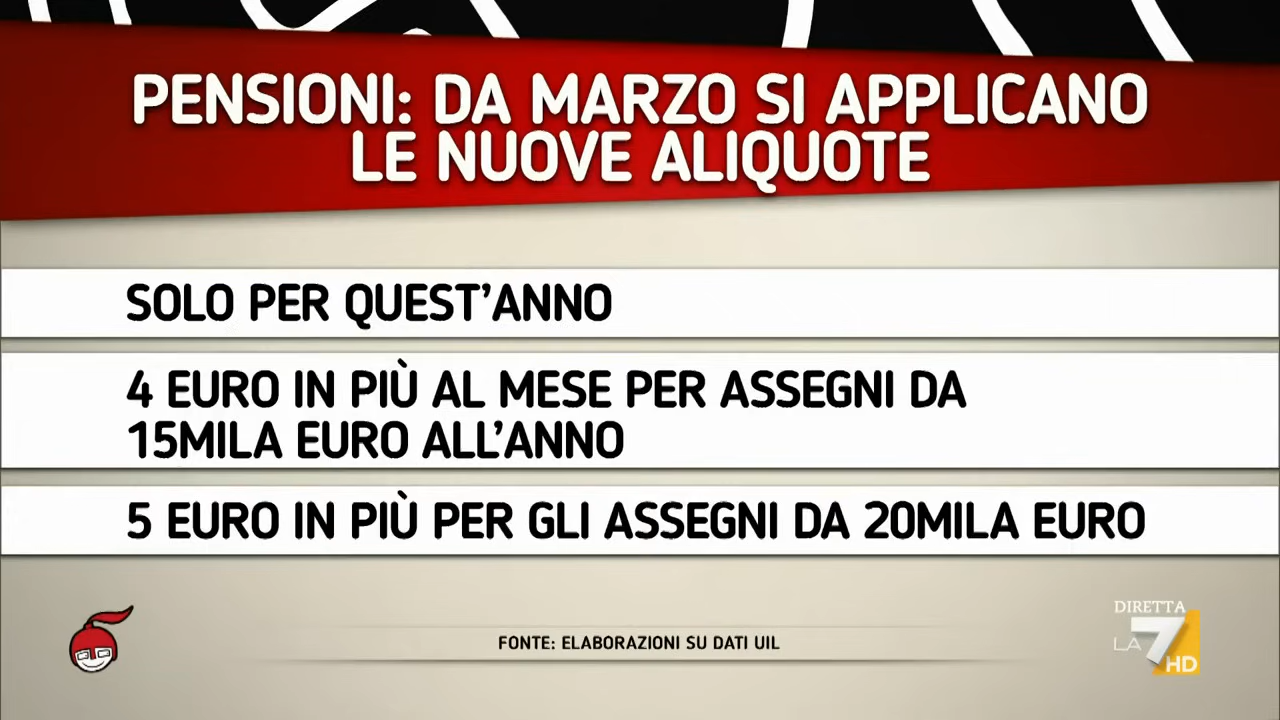 PENSIONI: DA MARZO SI APPLICANO
LE NUOVE ALIQUOTE
SOLO PER QUEST'ANNO
4 EURO IN PIÙ AL MESE PER ASSEGNI DA
15MILA EURO ALL'ANNO
5 EURO IN PIÙ PER GLI ASSEGNI DA 20MILA EURO
FONTE: ELABORAZIONI SU DATI UIL
DIRETTA
LA 7 HD